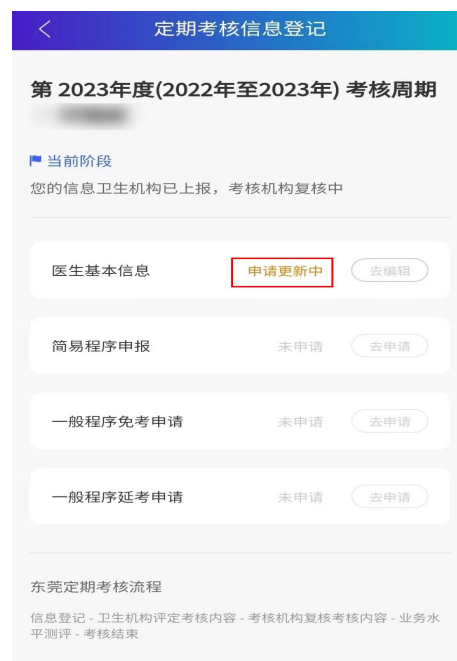 定期考核信息登记
第 2023年度(2022年至2023年) 考核周期
当前阶段
您的信息卫生机构已上报，考核机构复核中
医生基本信息 申请更新中 去编辑
简易程序申报 未申请 去申请
一般程序免考申请 未申请 去申请
一般程序延考申请 未申请 去申请
东莞定期考核流程
信息登记 - 卫生机构评定考核内容 - 考核机构复核考核内容 - 业务水
平测评 - 考核结束